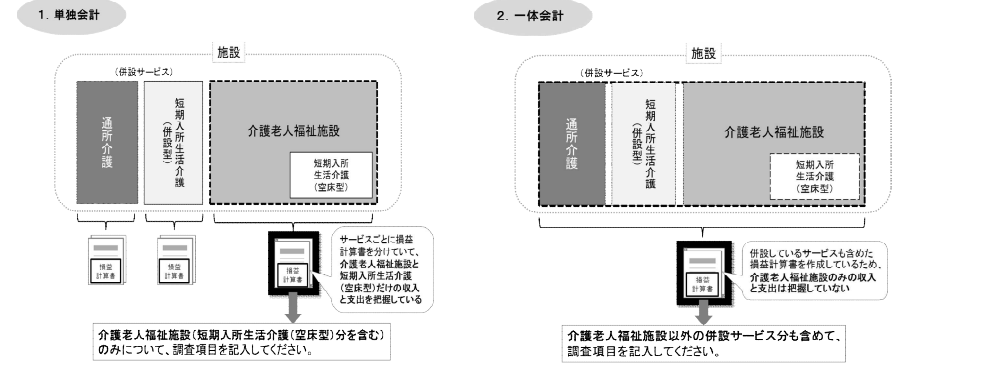 1．単独会計
施設
（併設サービス）
通所介護
短期入所生活介護
（併設型）
介護老人福祉施設
短期入所
生活介護
（空床型）
損益
計算書
損益
計算書
損益
計算書
サービスごとに損益
計算書を分けていて、
介護老人福祉施設と
短期入所生活介護
（空床型）だけの収入
と支出を把握している
介護老人福祉施設（短期入所生活介護（空床型）分を含む）
のみについて、調査項目を記入してください。
2．一体会計
施設
（併設サービス）
通所介護
短期入所生活介護
（併設型）
介護老人福祉施設
短期入所
生活介護
（空床型）
損益
計算書
併設しているサービスも含めた
損益計算書を作成しているため、
介護老人福祉施設のみの収入
と支出は把握していない
介護老人福祉施設以外の併設サービス分も含めて、
調査項目を記入してください。